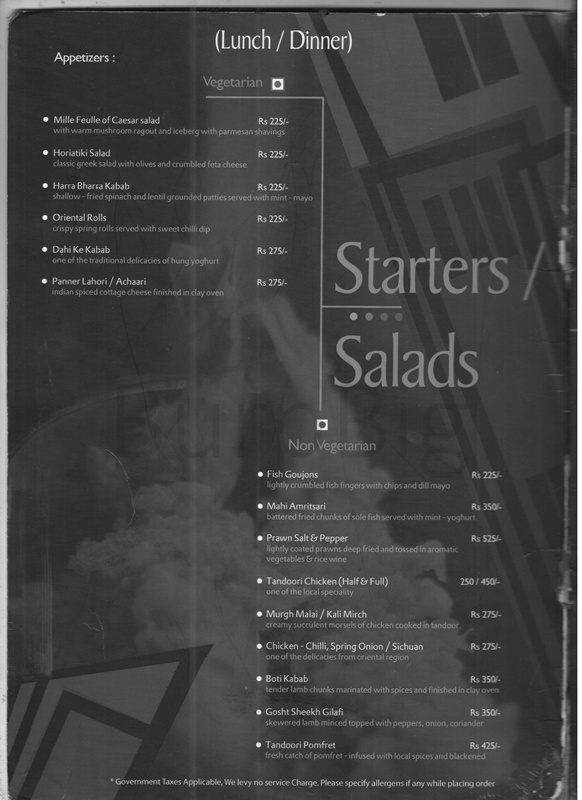 (Lunch / Dinner)
Appetizers :
Vegetarian
Mille Feulle of Caesar salad Rs 225/-
with warm mushroom ragout and iceberg with parmesan shavings
Horiatiki Salad Rs 225/-
classic greek salad with olives and crumbled feta cheese
Harra Bharra Kabab Rs 225/-
shallow - fried spinach and lentil grounded patties served with mint - mayo
Oriental Rolls Rs 225/-
crispy spring rolls served with sweet chilli dip
Dahi Ke Kabab Rs 275/-
one of the traditional delicacies of hung yoghurt
Panner Lahori / Achaari Rs 275/-
indian spiced cottage cheese finished in clay oven
Starters /
Salads
Non Vegetarian
Fish Goujons Rs 225/-
lightly crumbled fish fingers with chips and dill mayo
Mahi Amritsari Rs 350/-
battered fried chunks of sole fish served with mint - yoghurt
Prawn Salt & Pepper Rs 525/-
lightly coated prawns deep fried and tossed in aromatic
vegetables & rice wine
Tandoori Chicken (Half & Full) 250 / 450/-
one of the local speciality
Murgh Malai / Kali Mirch Rs 275/-
creamy succulent morsels of chicken cooked in tandoor
Chicken - Chilli, Spring Onion / Sichuan Rs 275/-
one of the delicacies from oriental region
Boti Kabab Rs 350/-
tender lamb chunks marinated with spices and finished in clay oven
Gosht Sheekh Gilafi Rs 350/-
skewered lamb minced topped with peppers, onion, coriander
Tandoori Pomfret Rs 425/-
fresh catch of pomfret - infused with local spices and blackened
* Government Taxes Applicable, We levy no service Charge. Please specify allergens if any while placing order